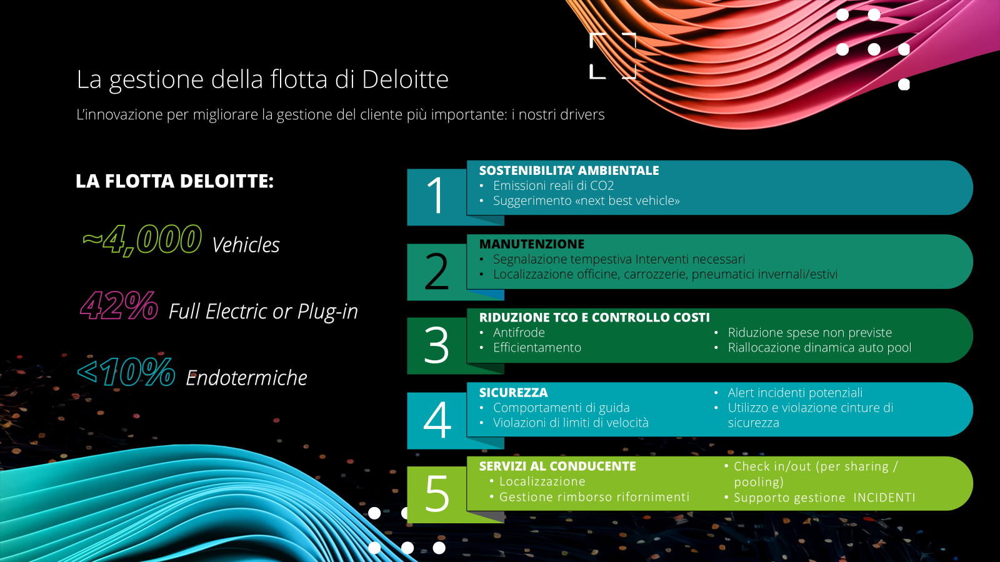 La gestione della flotta di Deloitte
L’innovazione per migliorare la gestione del cliente più importante: i nostri drivers
LA FLOTTA DELOITTE:
~4,000 Vehicles
42% Full Electric or Plug-in
<10% Endotermiche
1
SOSTENIBILITA’ AMBIENTALE
• Emissioni reali di CO2
• Suggerimento «next best vehicle»
2
MANUTENZIONE
• Segnalazione tempestiva Interventi necessari
• Localizzazione officine, carrozzerie, pneumatici invernali/estivi
3
RIDUZIONE TCO E CONTROLLO COSTI
• Antifrode
• Efficientamento
• Riduzione spese non previste
• Riallocazione dinamica auto pool
4
SICUREZZA
• Comportamenti di guida
• Violazioni di limiti di velocità
• Alert incidenti potenziali
• Utilizzo e violazione cinture di
sicurezza
5
SERVIZI AL CONDUCENTE
• Localizzazione
• Gestione rimborso rifornimenti
• Check in/out (per sharing /
pooling)
• Supporto gestione INCIDENTI